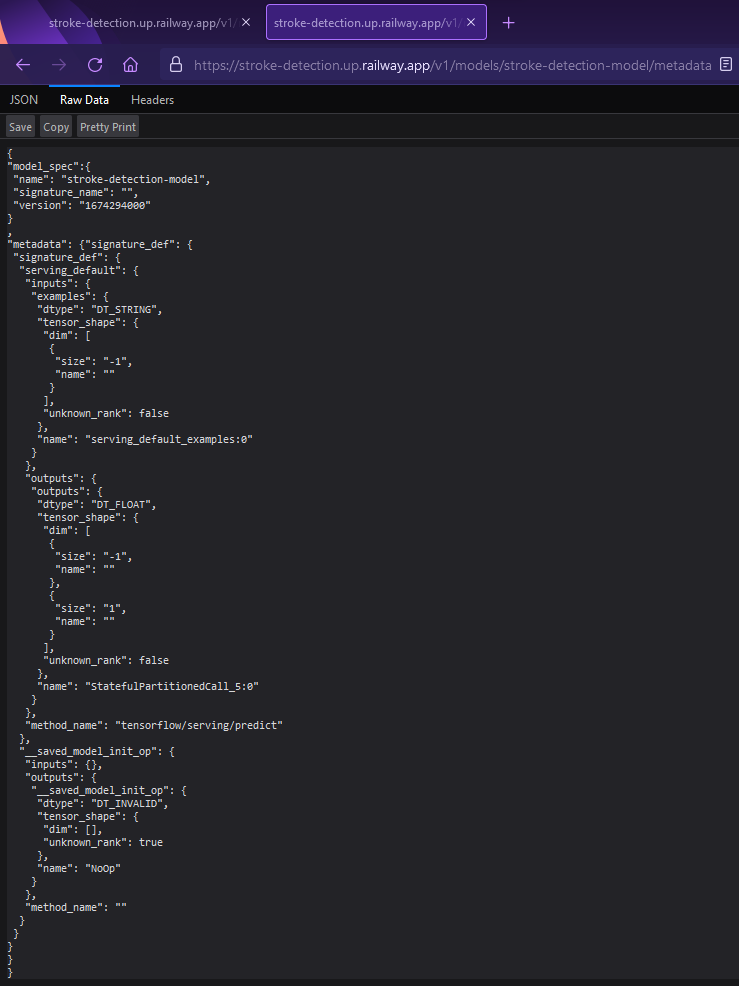 stroke-detection.up.railway.app/v1/
stroke-detection.up.railway.app/v1/
https://stroke-detection.up.railway.app/v1/models/stroke-detection-model/metadata
JSON Raw Data Headers
Save Copy Pretty Print
{
"model_spec":{
 "name": "stroke-detection-model",
 "signature_name": "",
 "version": "1674294000"
}
,
"metadata": {"signature_def": {
 "signature_def": {
  "serving_default": {
   "inputs": {
    "examples": {
     "dtype": "DT_STRING",
     "tensor_shape": {
      "dim": [
       {
        "size": "-1",
        "name": ""
       }
      ],
      "unknown_rank": false
     },
     "name": "serving_default_examples:0"
    }
   },
   "outputs": {
    "outputs": {
     "dtype": "DT_FLOAT",
     "tensor_shape": {
      "dim": [
       {
        "size": "-1",
        "name": ""
       },
       {
        "size": "1",
        "name": ""
       }
      ],
      "unknown_rank": false
     },
     "name": "StatefulPartitionedCall_5:0"
    }
   },
   "method_name": "tensorflow/serving/predict"
  },
  "__saved_model_init_op": {
   "inputs": {},
   "outputs": {
    "__saved_model_init_op": {
     "dtype": "DT_INVALID",
     "tensor_shape": {
      "dim": [],
      "unknown_rank": true
     },
     "name": "NoOp"
    }
   },
   "method_name": ""
  }
 }
}
}
}